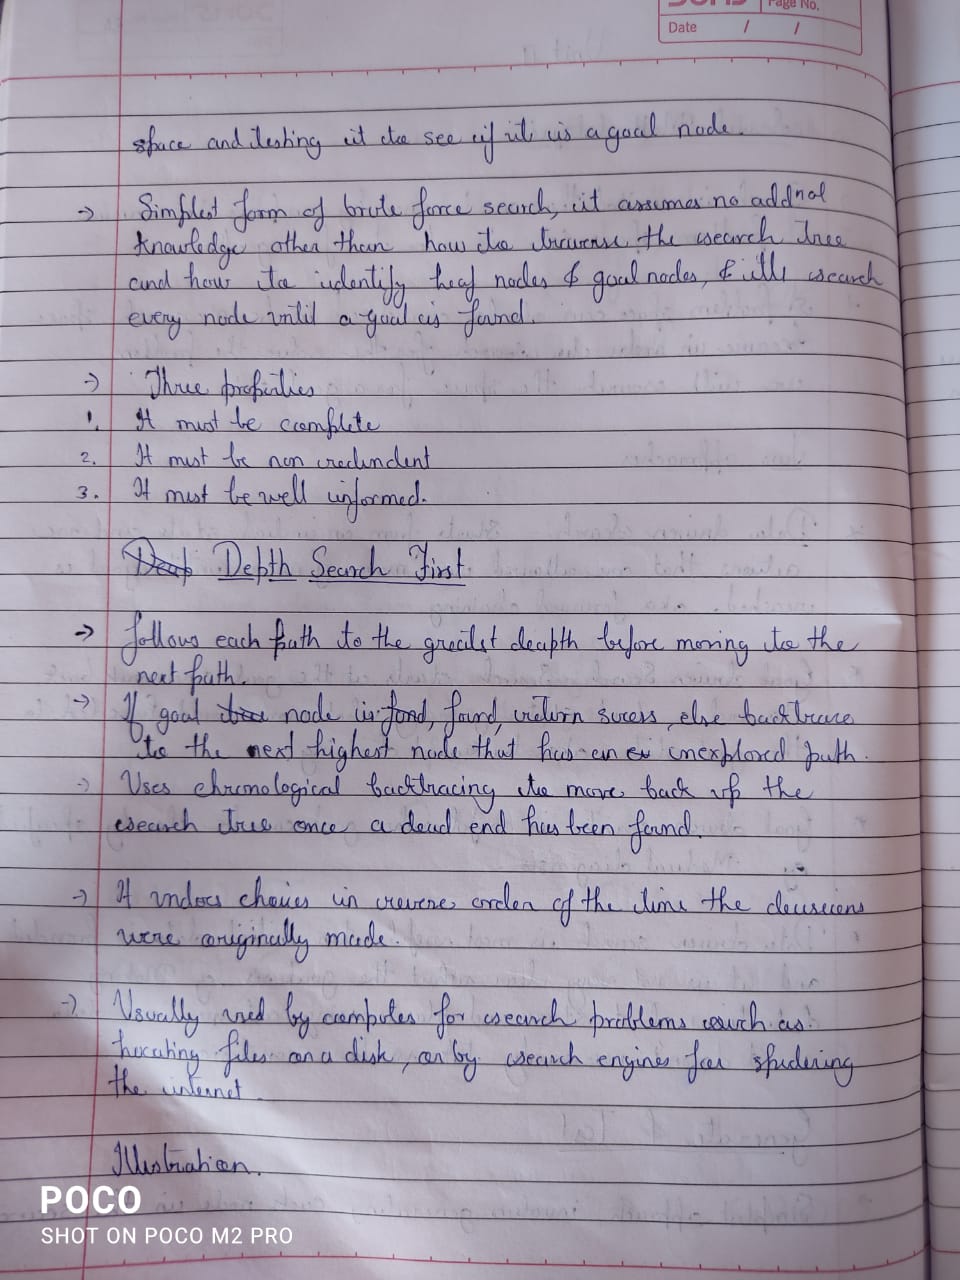 Page No.
Date / /
space and testing it to see if it is a goal node.
→ Simplest form of brute force search, it assumes no addnal
knowledge other than how to traverse the search tree
and how to identify leaf nodes & goal nodes, & ill search
every node until a goal is found.
→ Three properties
1. It must be complete
2. It must be non redundent
3. It must be well informed.
Deap Depth Search First
→ follows each path to the greatest deapth before moving to the
next path.
→ If goal node is fond, found, return sucess, else backtrace
to the next highest node that has an ex unexplored path.
→ Uses chronological backtracing to move back up the
search tree once a dead end has been found.
→ It undoes choices in reverse order of the time the decisions
were originally made.
→ Usually used by computes for search problems such as
locating files on a disk, or by search engines for spidering
the internet.
Illustration.
POCO
SHOT ON POCO M2 PRO